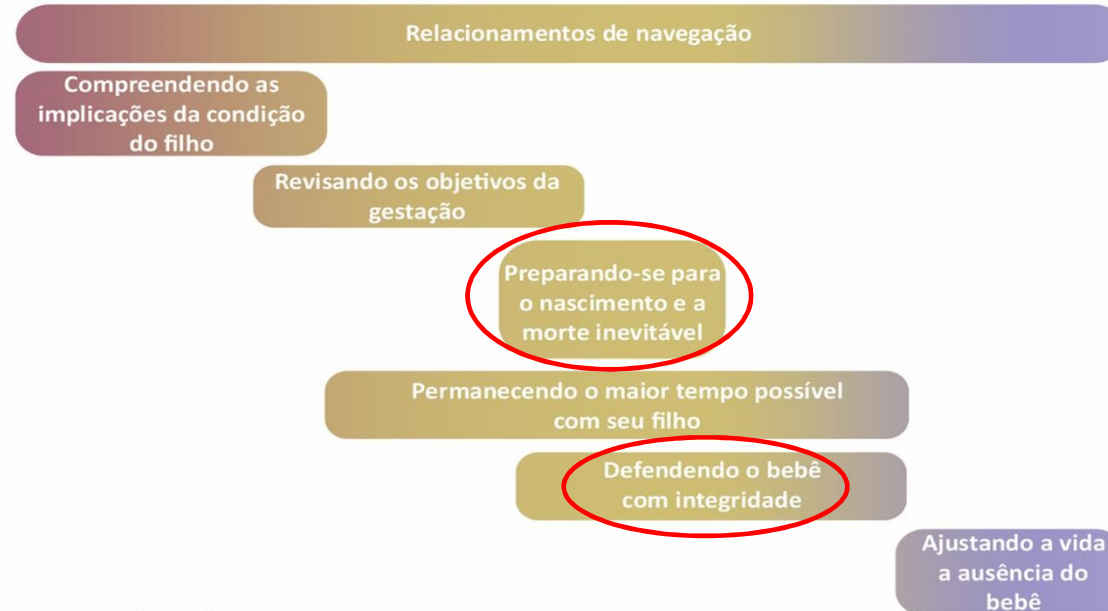 Relacionamentos de navegação
Compreendendo as
implicações da condição
do filho
Revisando os objetivos da
gestação
Preparando-se para
o nascimento e a
morte inevitável
Permanecendo o maior tempo possível
com seu filho
Defendendo o bebê
com integridade
Ajustando a vida
a ausência do
bebê